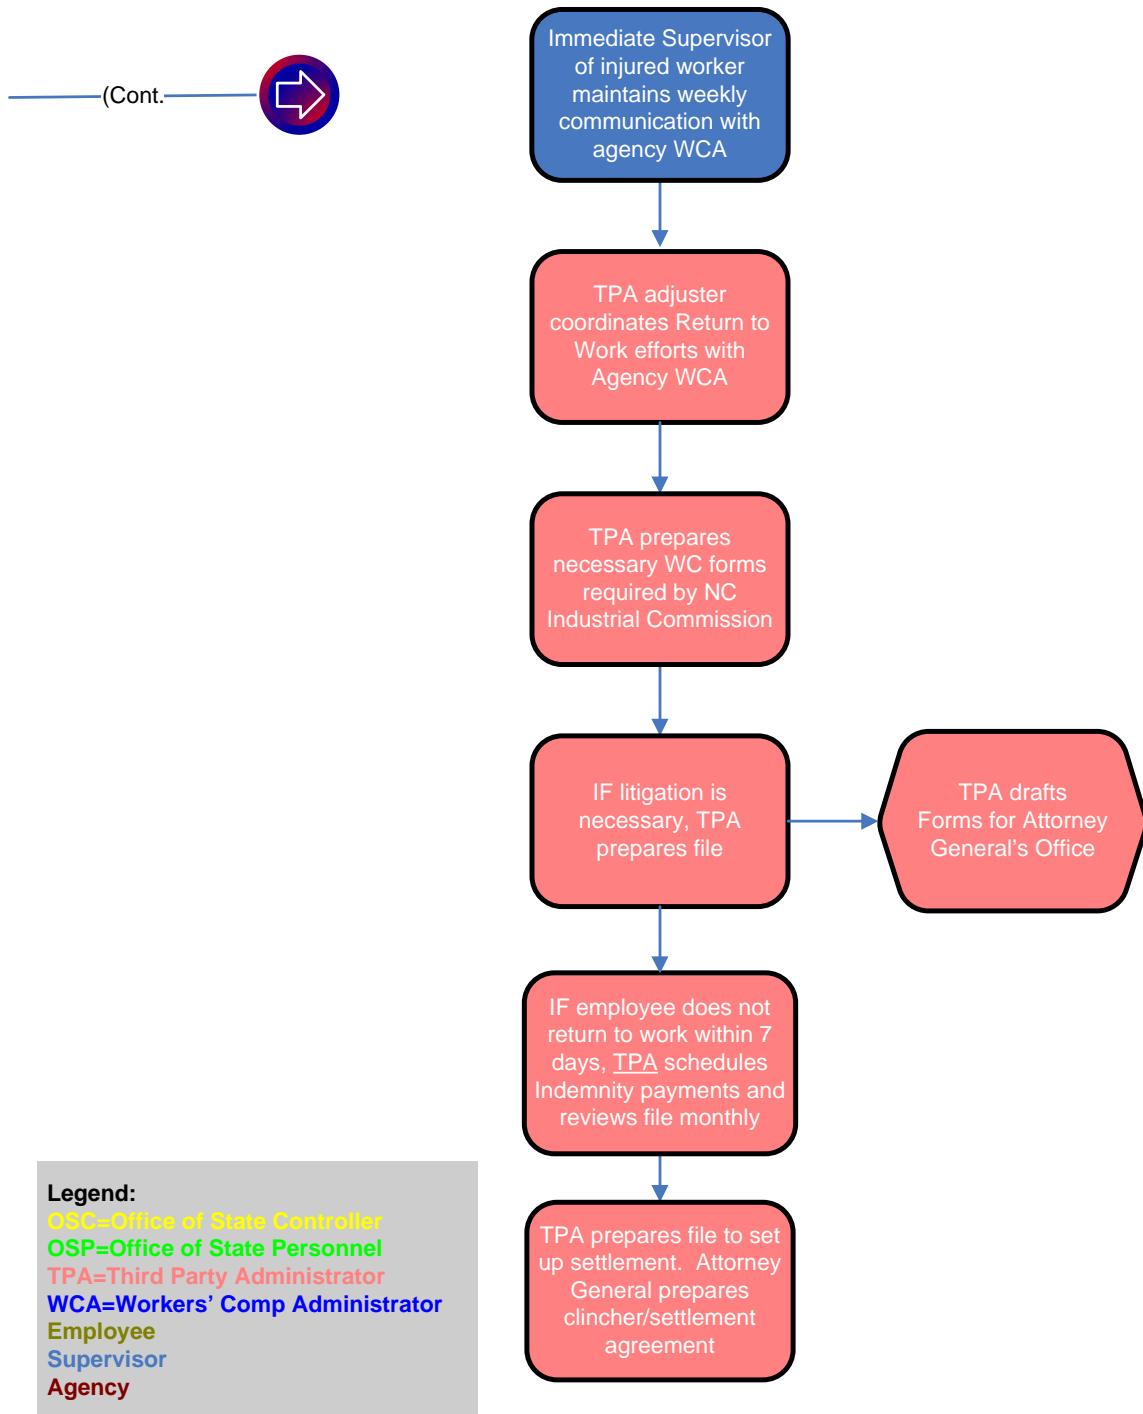 (Cont.
Immediate Supervisor
of injured worker
maintains weekly
communication with
agency WCA
TPA adjuster
coordinates Return to
Work efforts with
Agency WCA
TPA prepares
necessary WC forms
required by NC
Industrial Commission
IF litigation is
necessary, TPA
prepares file
TPA drafts
Forms for Attorney
General’s Office
IF employee does not
return to work within 7
days, TPA schedules
Indemnity payments and
reviews file monthly
TPA prepares file to set
up settlement.  Attorney
General prepares
clincher/settlement
agreement
Legend:
OSC=Office of State Controller
OSP=Office of State Personnel
TPA=Third Party Administrator
WCA=Workers’ Comp Administrator
Employee
Supervisor
Agency